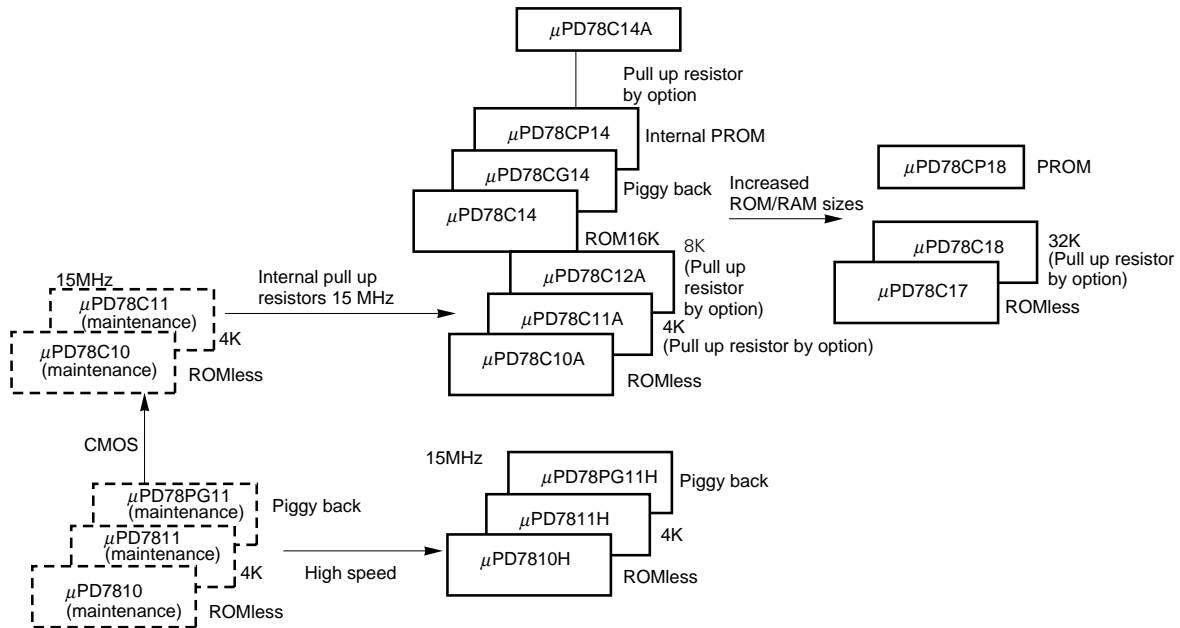 μPD78C14A
Pull up resistor
by option
μPD78CP14
Internal PROM
μPD78CG14
Piggy back
μPD78C14
ROM16K
Increased
ROM/RAM sizes
μPD78CP18
PROM
μPD78C18
32K
(Pull up resistor
by option)
μPD78C17
ROMless
15MHz
μPD78C11
(maintenance)
4K
μPD78C10
(maintenance)
ROMless
Internal pull up
resistors 15 MHz
μPD78C12A
8K
(Pull up
resistor
by option)
μPD78C11A
4K
(Pull up resistor by option)
μPD78C10A
ROMless
CMOS
μPD78PG11
(maintenance)
Piggy back
μPD7811
(maintenance)
4K
μPD7810
(maintenance)
ROMless
High speed
15MHz
μPD78PG11H
Piggy back
μPD7811H
4K
μPD7810H
ROMless